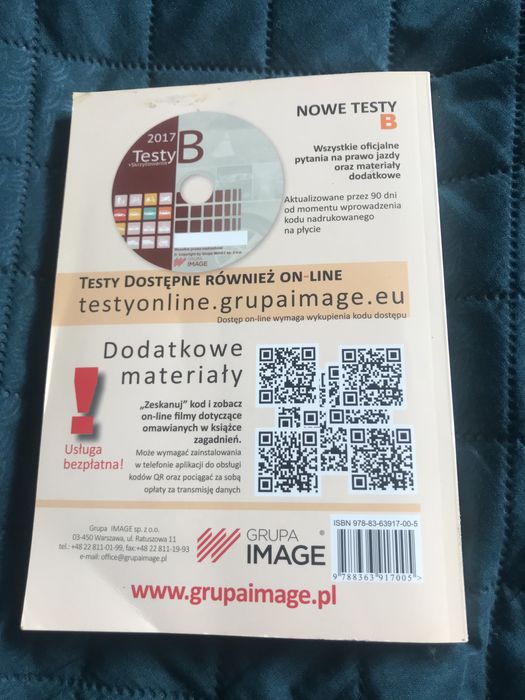 2017
Testy B
+Skrzyżowania+
GRUPA
IMAGE
NOWE TESTY
B
Wszystkie oficjalne
pytania na prawo jazdy
oraz materiały
dodatkowe
Aktualizowane przez 90 dni
od momentu wprowadzenia
kodu nadrukowanego
na płycie
TESTY DOSTĘPNE RÓWNIEŻ ON-LINE
testyonline.grupaimage.eu
Dostęp on-line wymaga wykupienia kodu dostępu
Dodatkowe
materiały
„Zeskanuj” kod i zobacz
on-line filmy dotyczące
omawianych w książce
zagadnień.
!
Usługa
bezpłatna!
Może wymagać zainstalowania
w telefonie aplikacji do obsługi
kodów QR oraz pociągać za sobą
opłaty za transmisję danych
Grupa IMAGE sp. z o.o.
03-450 Warszawa, ul. Ratuszowa 11
tel.: +48 22 811-01-99, fax:+48 22 811-19-93
e-mail: office@grupaimage.pl
GRUPA
IMAGE®
ISBN 978-83-63917-00-5
9 788363 917005 >
www.grupaimage.pl